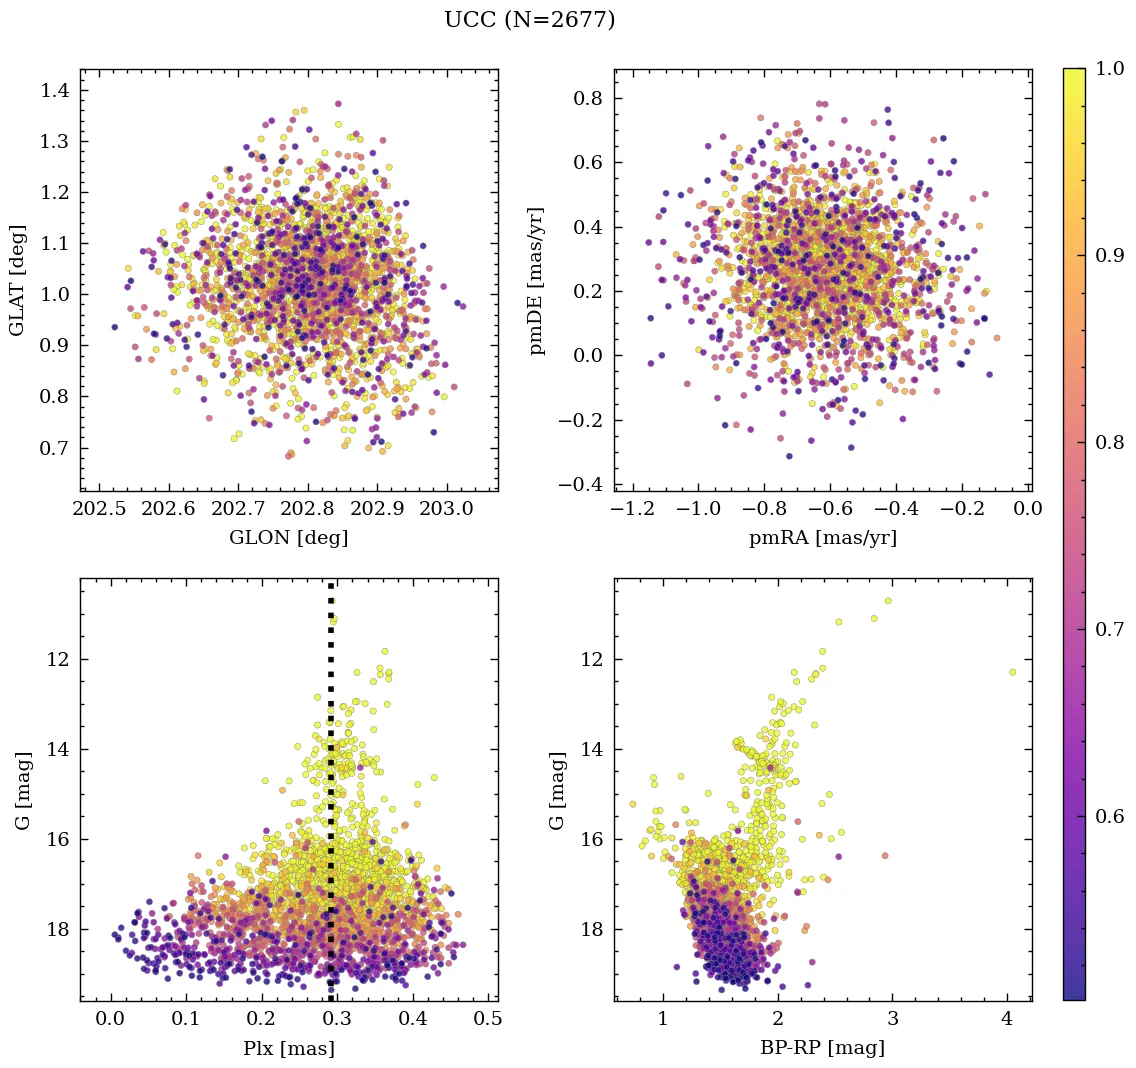 UCC (N=2677)
1.4
1.3
1.2
1.1
1.0
0.9
0.8
0.7
GLAT [deg]
202.5 202.6 202.7 202.8 202.9 203.0
GLON [deg]
0.8
0.6
0.4
0.2
0.0
−0.2
−0.4
pmDE [mas/yr]
−1.2 −1.0 −0.8 −0.6 −0.4 −0.2 0.0
pmRA [mas/yr]
12
14
16
18
G [mag]
0.0 0.1 0.2 0.3 0.4 0.5
Plx [mas]
12
14
16
18
G [mag]
1 2 3 4
BP-RP [mag]
1.0
0.9
0.8
0.7
0.6